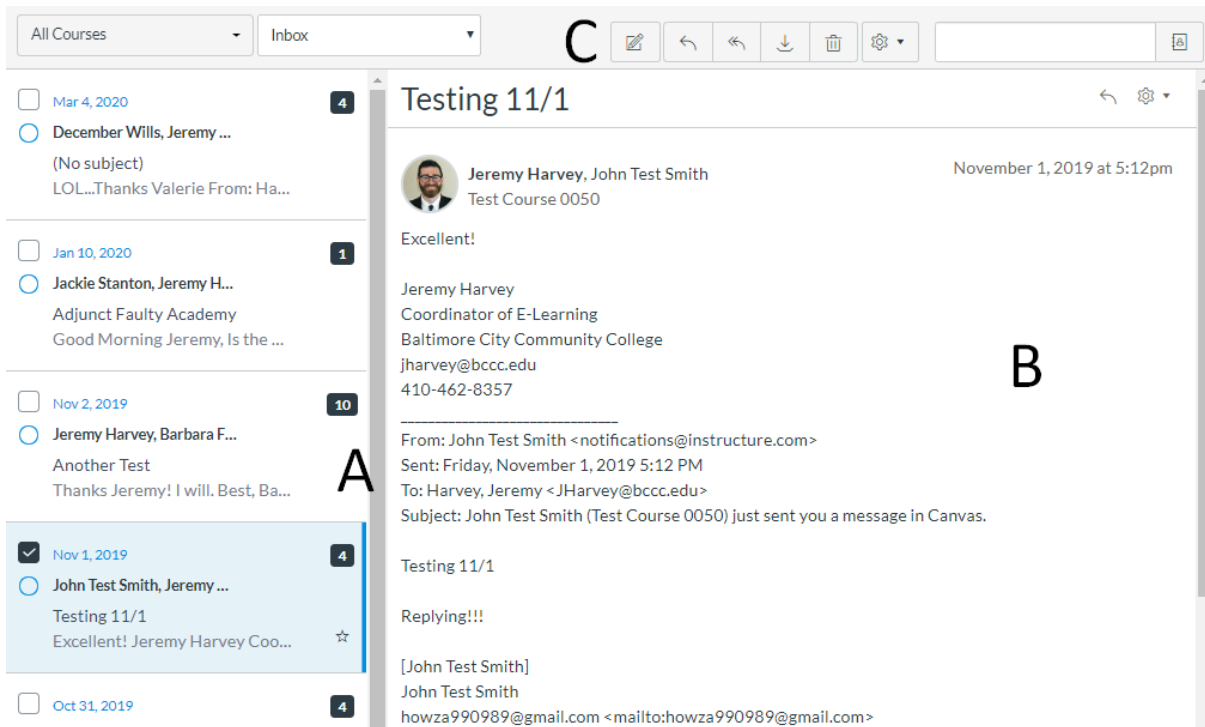 All Courses
Inbox
C
Mar 4, 2020
4
December Wills, Jeremy ...
(No subject)
LOL...Thanks Valerie From: Ha...
Jan 10, 2020
1
Jackie Stanton, Jeremy H...
Adjunct Faulty Academy
Good Morning Jeremy, Is the ...
Nov 2, 2019
10
Jeremy Harvey, Barbara F...
Another Test
Thanks Jeremy! I will. Best, Ba...
A
Nov 1, 2019
4
John Test Smith, Jeremy ...
Testing 11/1
Excellent! Jeremy Harvey Coo...
Oct 31, 2019
4
Testing 11/1
Jeremy Harvey, John Test Smith
November 1, 2019 at 5:12pm
Test Course 0050
Excellent!
Jeremy Harvey
Coordinator of E-Learning
Baltimore City Community College
jharvey@bccc.edu
410-462-8357
B
________________________________
From: John Test Smith <notifications@instructure.com>
Sent: Friday, November 1, 2019 5:12 PM
To: Harvey, Jeremy <JHarvey@bccc.edu>
Subject: John Test Smith (Test Course 0050) just sent you a message in Canvas.
Testing 11/1
Replying!!!
[John Test Smith]
John Test Smith
howza990989@gmail.com <mailto:howza990989@gmail.com>